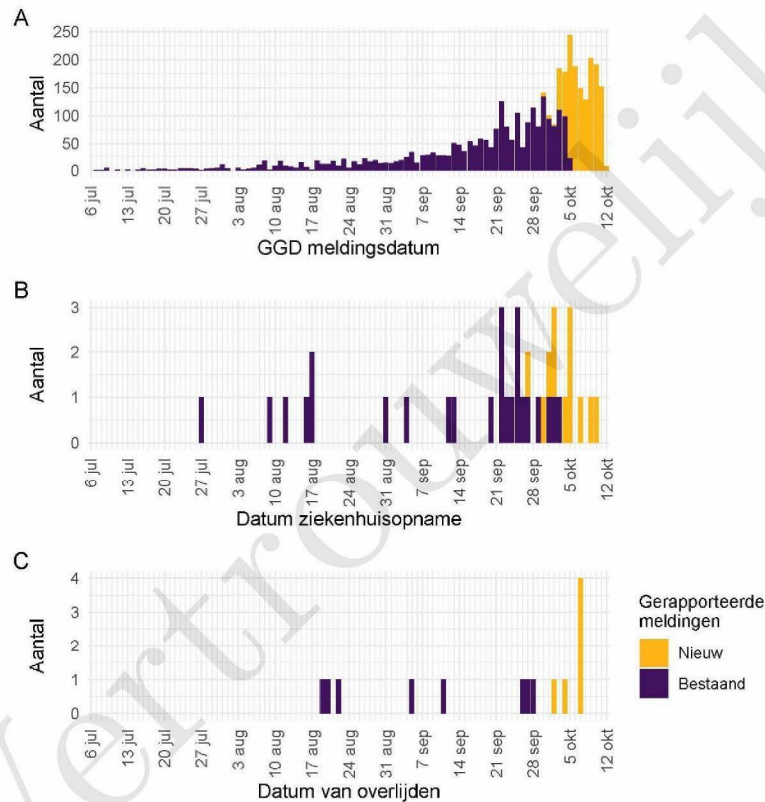 A
Aantal
250
200
150
100
50
0
6 jul
13 jul
20 jul
27 jul
3 aug
10 aug
17 aug
24 aug
31 aug
7 sep
14 sep
21 sep
28 sep
5 okt
12 okt
GGD meldingsdatum
B
Aantal
3
2
1
0
6 jul
13 jul
20 jul
27 jul
3 aug
10 aug
17 aug
24 aug
31 aug
7 sep
14 sep
21 sep
28 sep
5 okt
12 okt
Datum ziekenhuisopname
C
Aantal
4
3
2
1
0
6 jul
13 jul
20 jul
27 jul
3 aug
10 aug
17 aug
24 aug
31 aug
7 sep
14 sep
21 sep
28 sep
5 okt
12 okt
Datum van overlijden
Gerapporteerde
meldingen
Nieuw
Bestaand
Vertrouwelijk